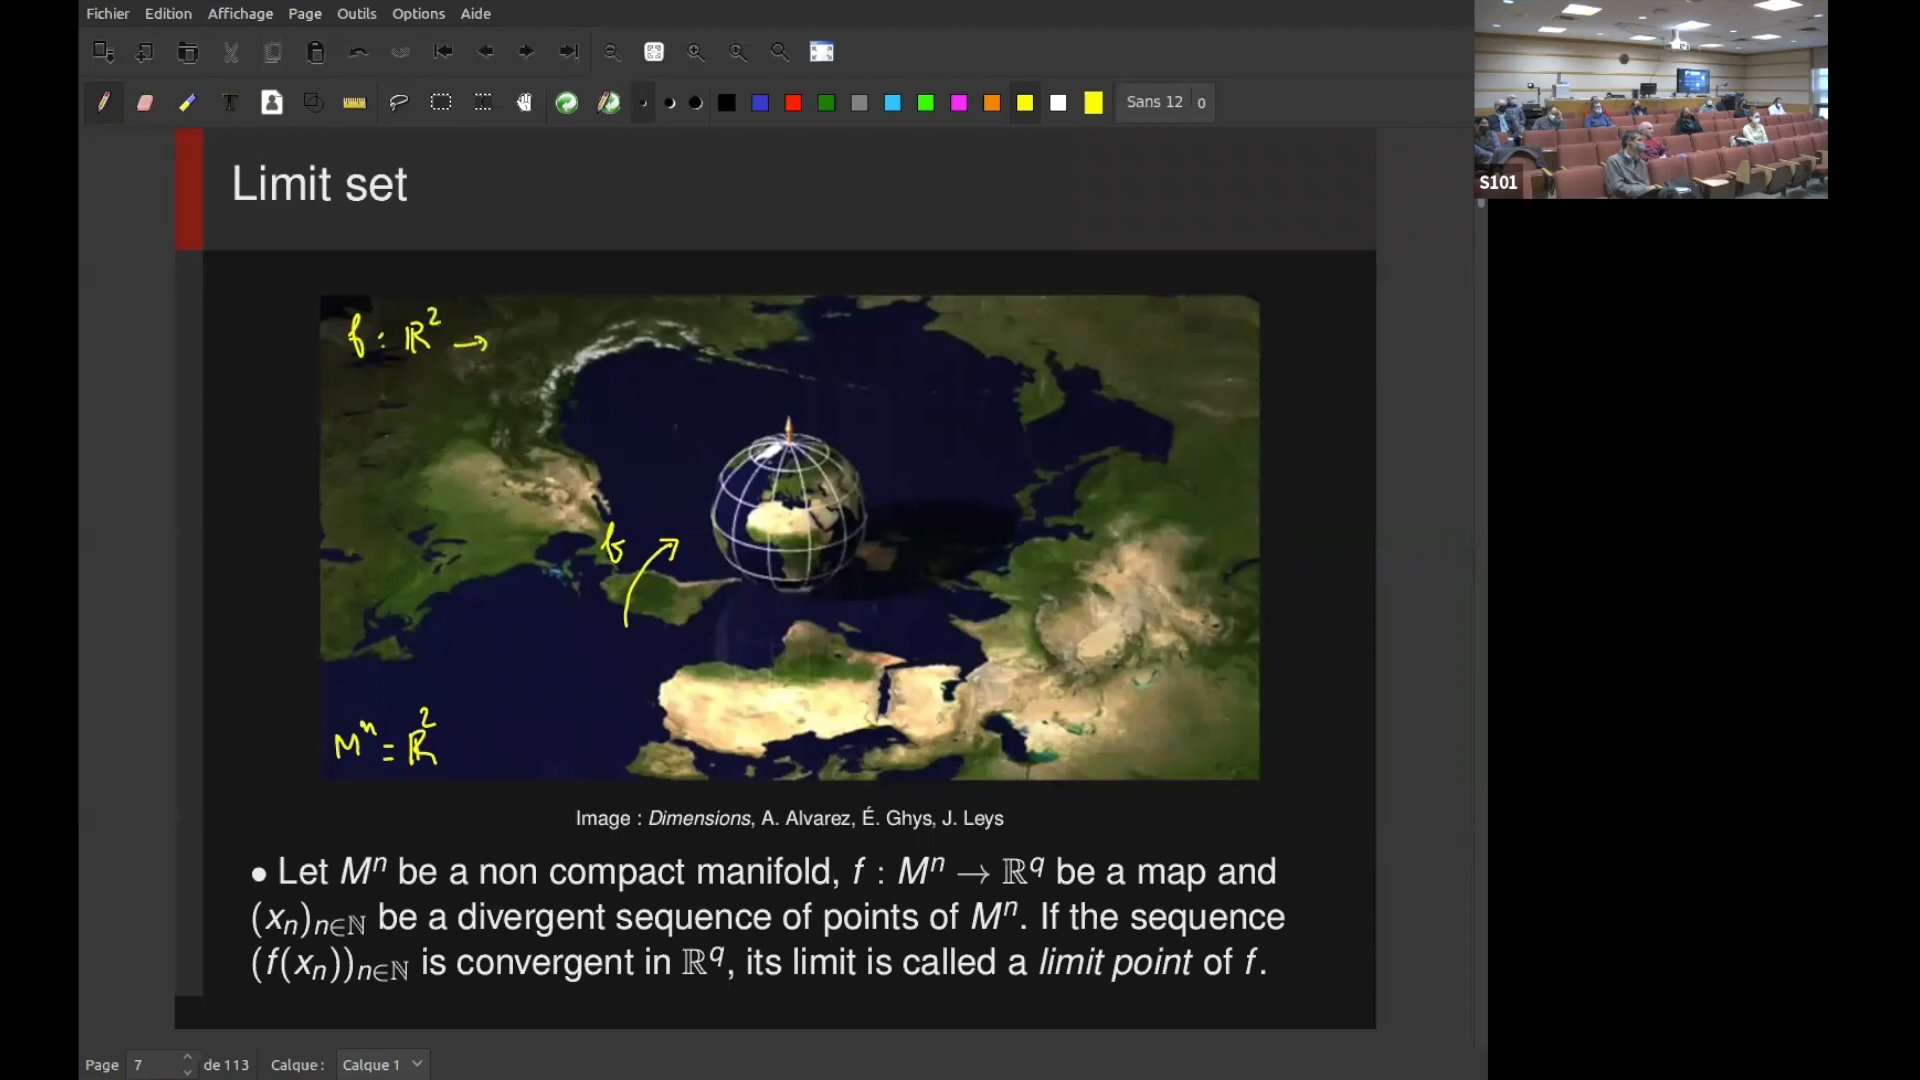 Fichier Edition Affichage Page Outils Options Aide
Sans 12 0
S101
Limit set
f : ℝ² →
f
Mⁿ = ℝ²
Image : Dimensions, A. Alvarez, É. Ghys, J. Leys
• Let Mⁿ be a non compact manifold, f : Mⁿ → ℝ^q be a map and
(xₙ)ₙ∈ℕ be a divergent sequence of points of Mⁿ. If the sequence
(f(xₙ))ₙ∈ℕ is convergent in ℝ^q, its limit is called a limit point of f.
Page 7 de 113 Calque : Calque 1